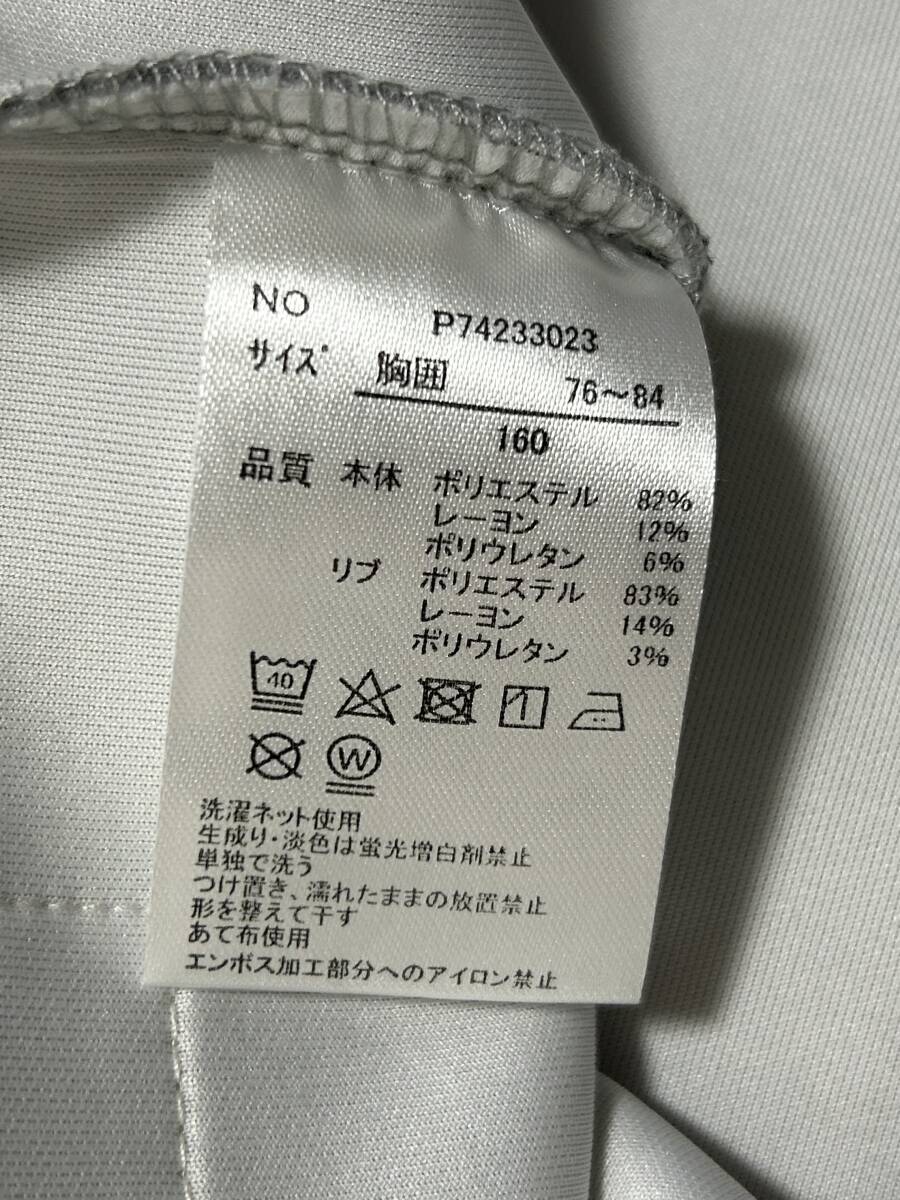 NO P74233023
サイズ 胸囲 76～84
160
品質 本体 ポリエステル 82%
レーヨン 12%
ポリウレタン 6%
リブ ポリエステル 83%
レーヨン 14%
ポリウレタン 3%
40
W
洗濯ネット使用
生成り・淡色は蛍光増白剤禁止
単独で洗う
つけ置き、濡れたままの放置禁止
形を整えて干す
あて布使用
エンボス加工部分へのアイロン禁止